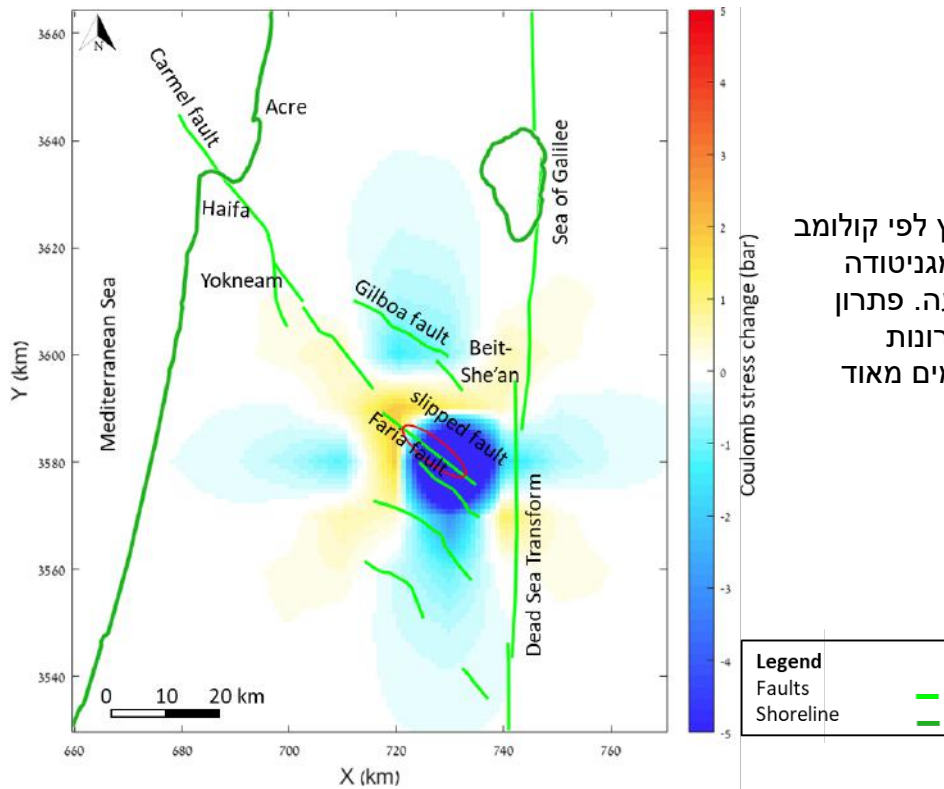 N
Carmel fault
Acre
Haifa
Yokneam
Mediterranean Sea
Sea of Galilee
Gilboa fault
Beit-
She'an
slipped fault
Faria fault
Dead Sea Transform
0 10 20 km
3660
3640
3620
3600
3580
3560
3540
Y (km)
660 680 700 720 740 760
X (km)
5
4
3
2
1
0
-1
-2
-3
-4
-5
Coulomb stress change (bar)
ץ לפי קולומב
מגניטודה
פתרון
רונות
מים מאוד
Legend
Faults
Shoreline